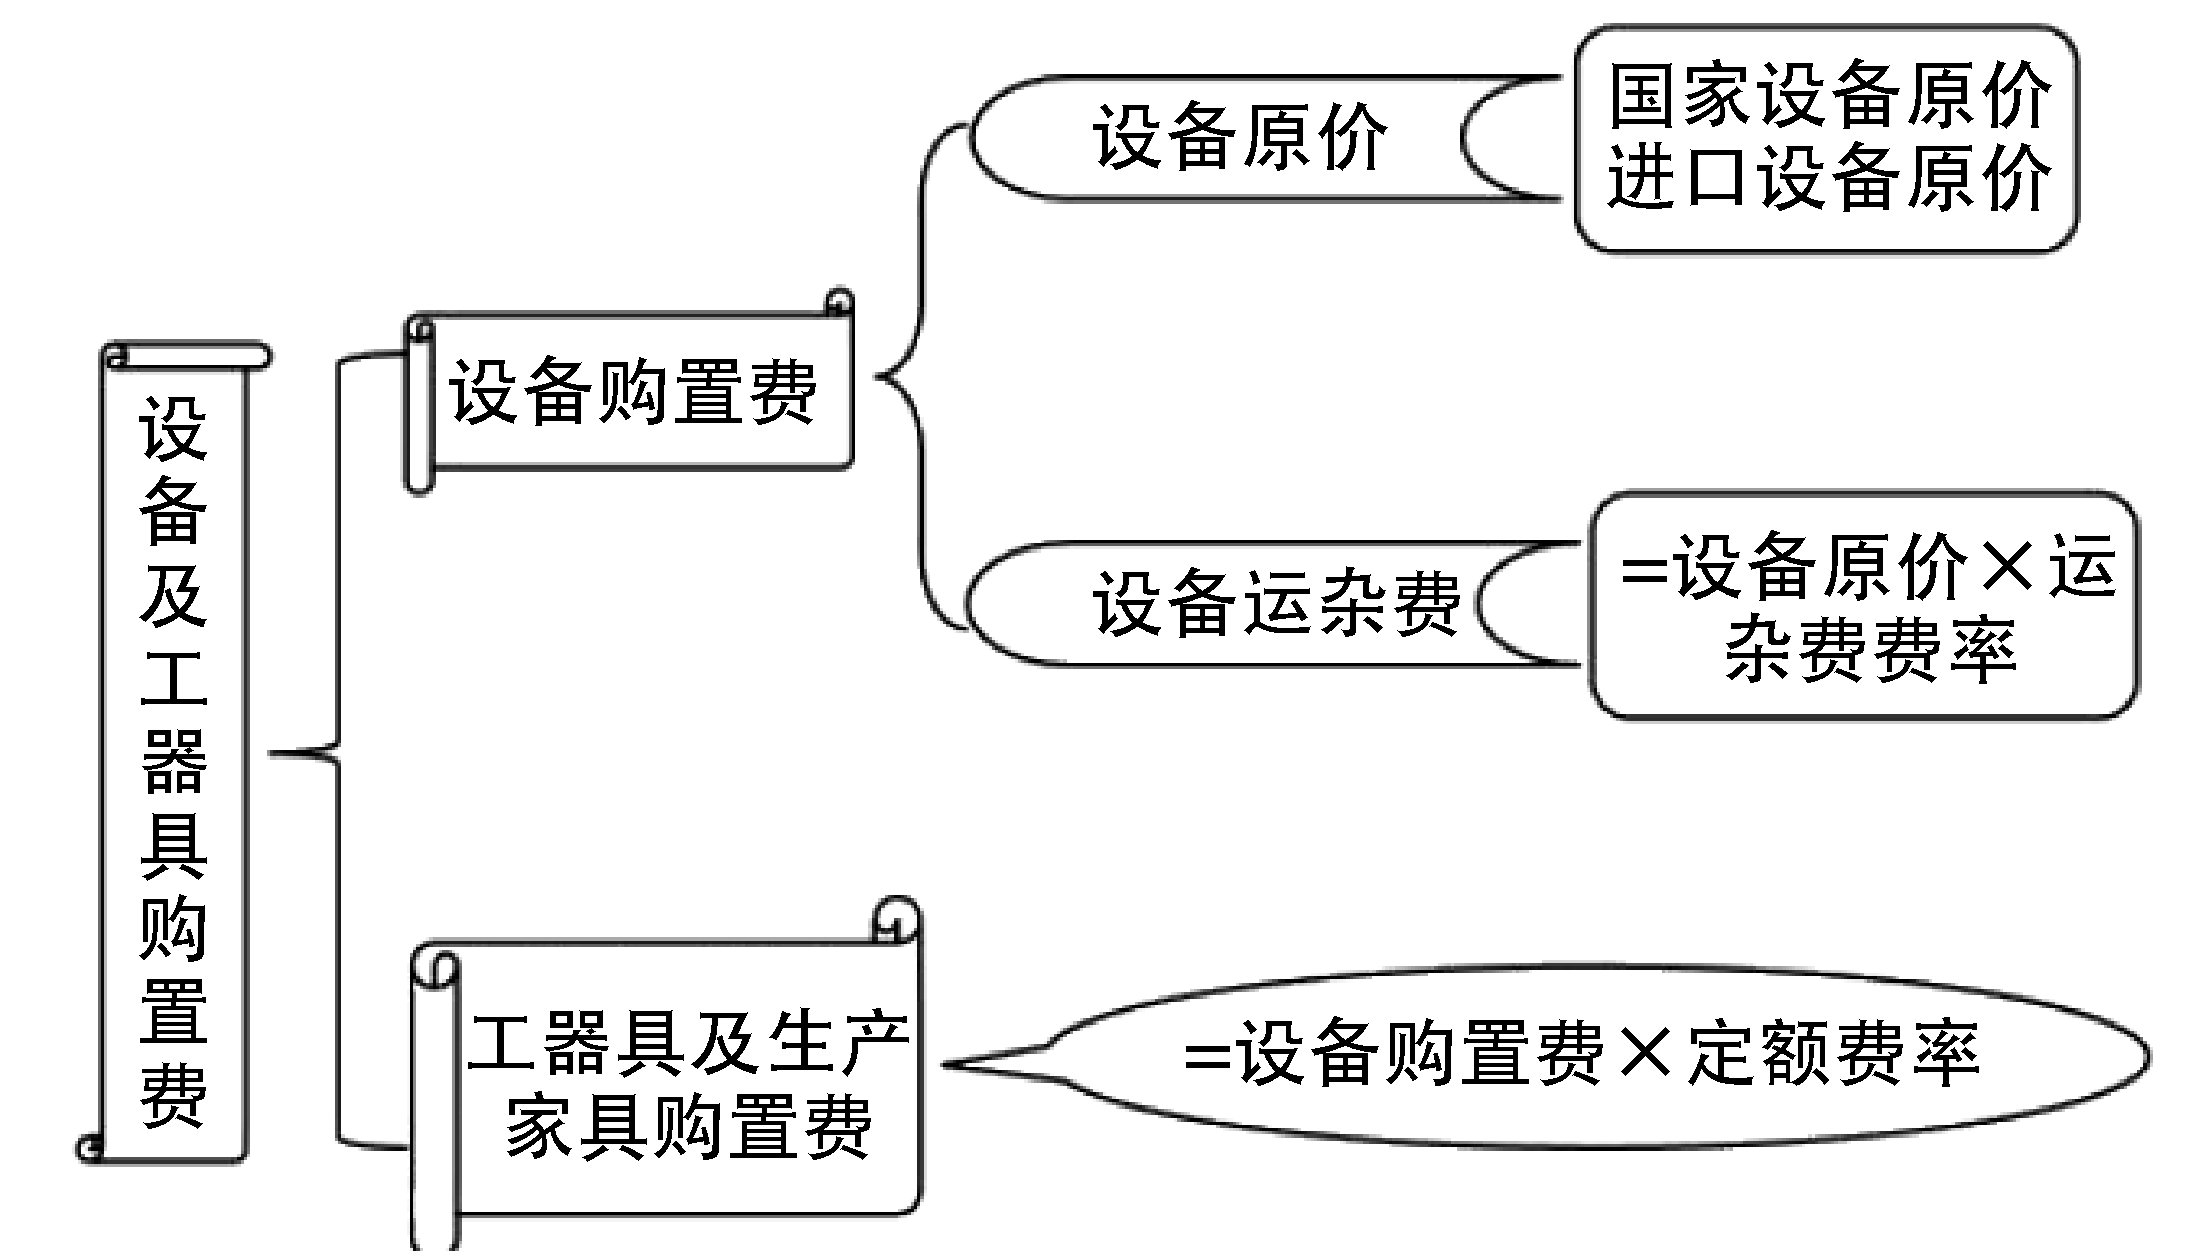 设备及工器具购置费
设备购置费
设备原价
国家设备原价
进口设备原价
设备运杂费
=设备原价×运
杂费费率
工器具及生产
家具购置费
=设备购置费×定额费率